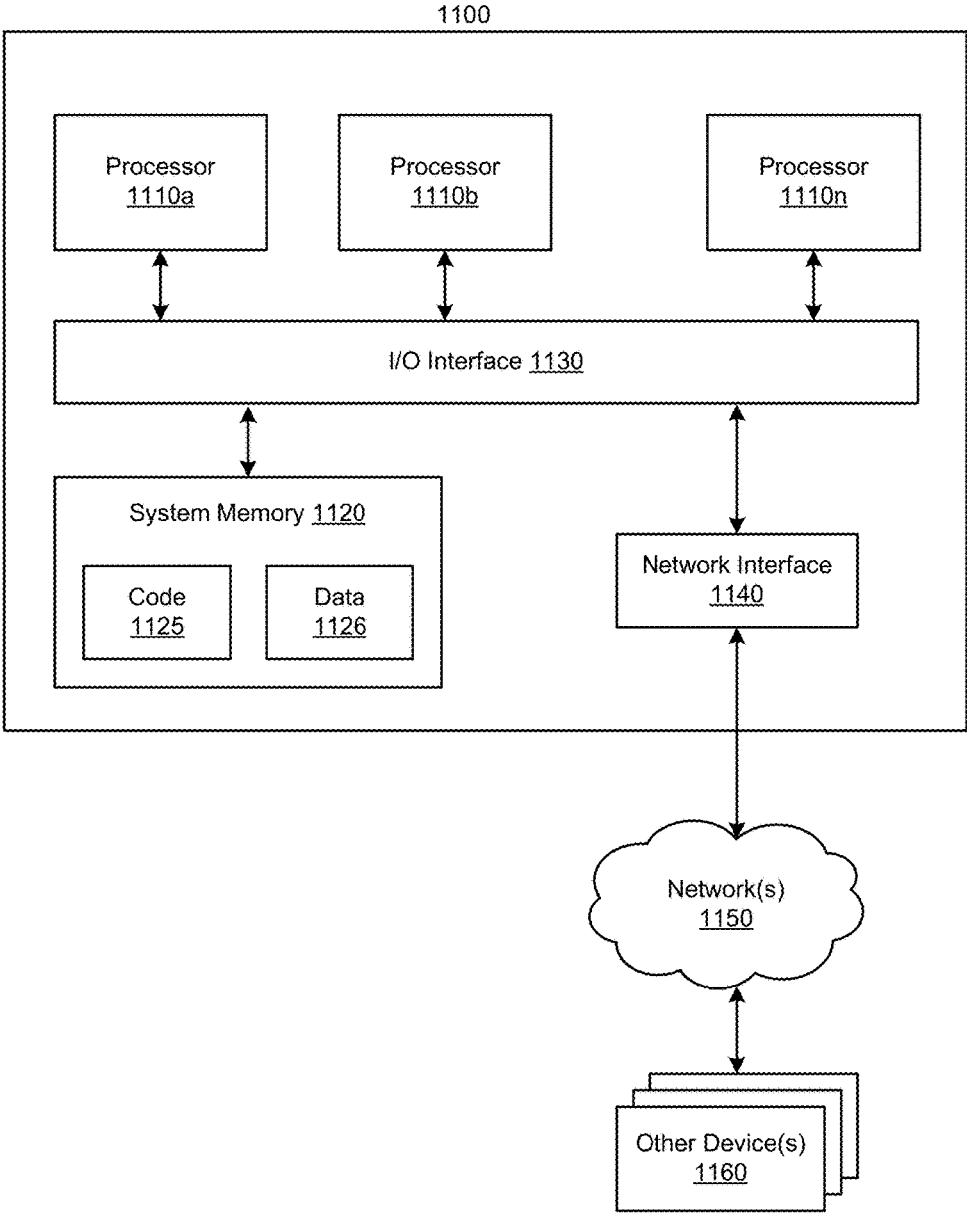 1100
Processor
1110a
Processor
1110b
Processor
1110n
I/O Interface 1130
System Memory 1120
Code
1125
Data
1126
Network Interface
1140
Network(s)
1150
Other Device(s)
1160